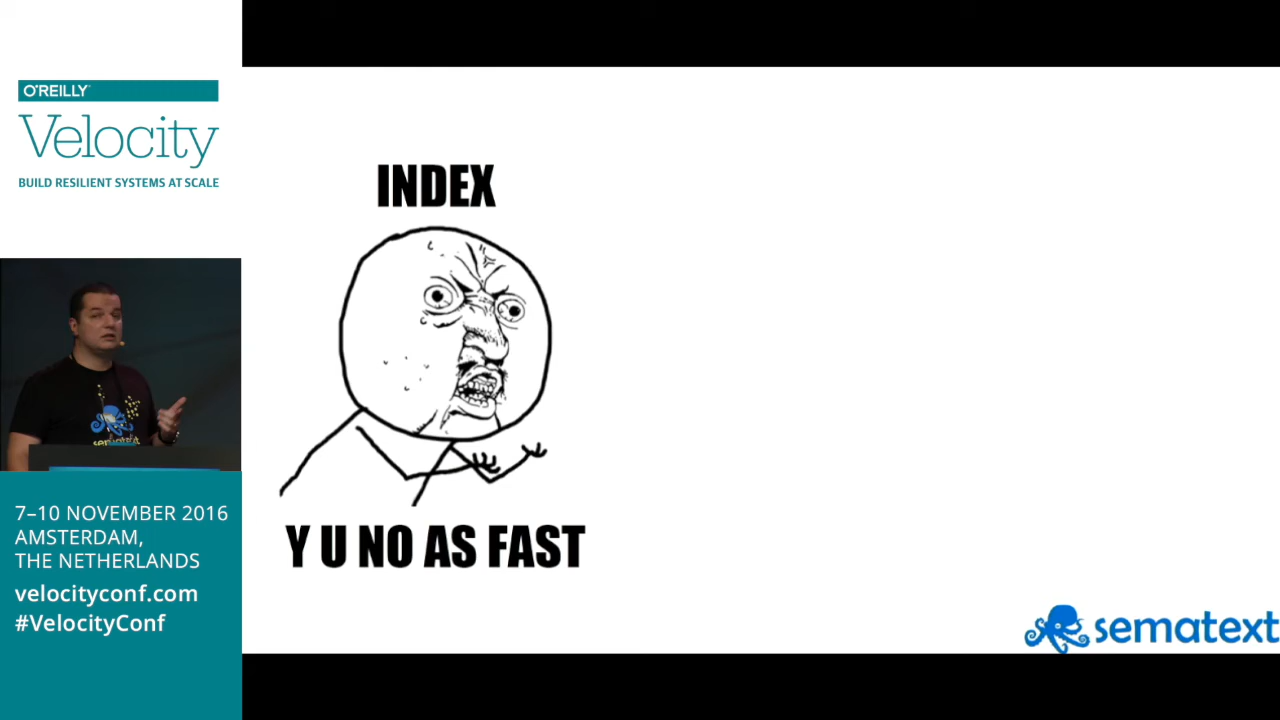 O'REILLY
Velocity
BUILD RESILIENT SYSTEMS AT SCALE
INDEX
Y U NO AS FAST
sematext
sematext
7–10 NOVEMBER 2016
AMSTERDAM,
THE NETHERLANDS
velocityconf.com
#VelocityConf